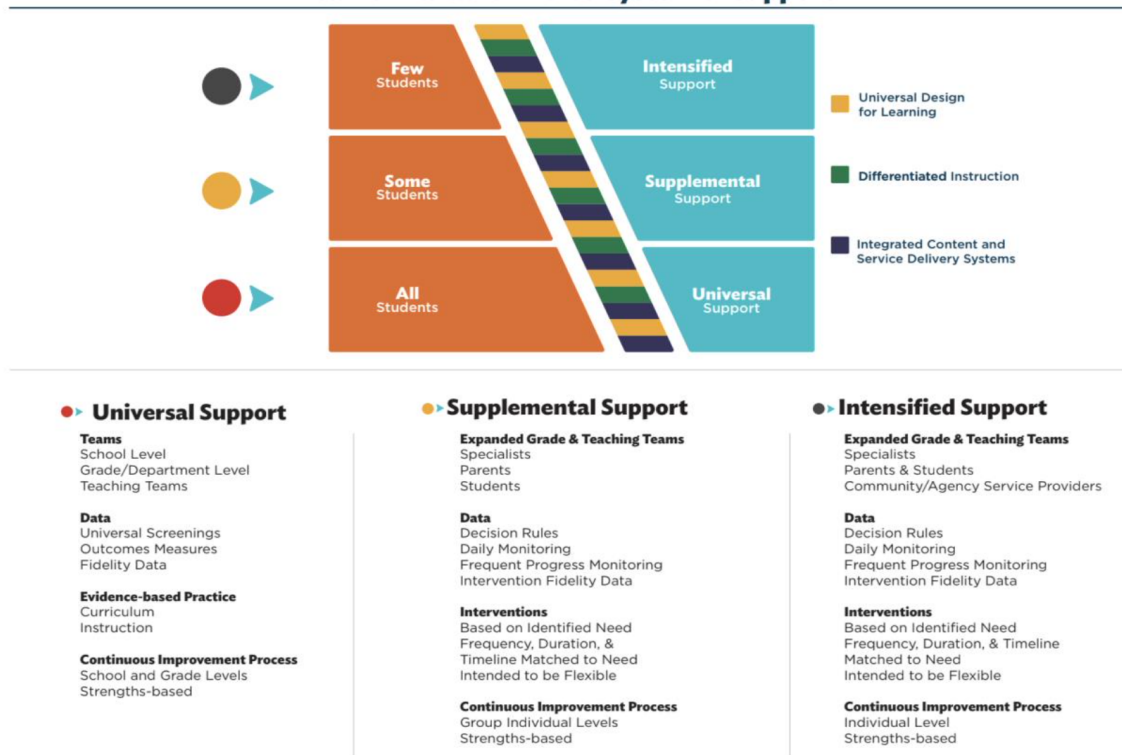 Few
Students
Intensified
Support
Universal Design
for Learning
Some
Students
Supplemental
Support
Differentiated Instruction
All
Students
Universal
Support
Integrated Content and
Service Delivery Systems
Universal Support
Teams
School Level
Grade/Department Level
Teaching Teams
Data
Universal Screenings
Outcomes Measures
Fidelity Data
Evidence-based Practice
Curriculum
Instruction
Continuous Improvement Process
School and Grade Levels
Strengths-based
Supplemental Support
Expanded Grade & Teaching Teams
Specialists
Parents
Students
Data
Decision Rules
Daily Monitoring
Frequent Progress Monitoring
Intervention Fidelity Data
Interventions
Based on Identified Need
Frequency, Duration, &
Timeline Matched to Need
Intended to be Flexible
Continuous Improvement Process
Group Individual Levels
Strengths-based
Intensified Support
Expanded Grade & Teaching Teams
Specialists
Parents & Students
Community/Agency Service Providers
Data
Decision Rules
Daily Monitoring
Frequent Progress Monitoring
Intervention Fidelity Data
Interventions
Based on Identified Need
Frequency, Duration, & Timeline
Matched to Need
Intended to be Flexible
Continuous Improvement Process
Individual Level
Strengths-based